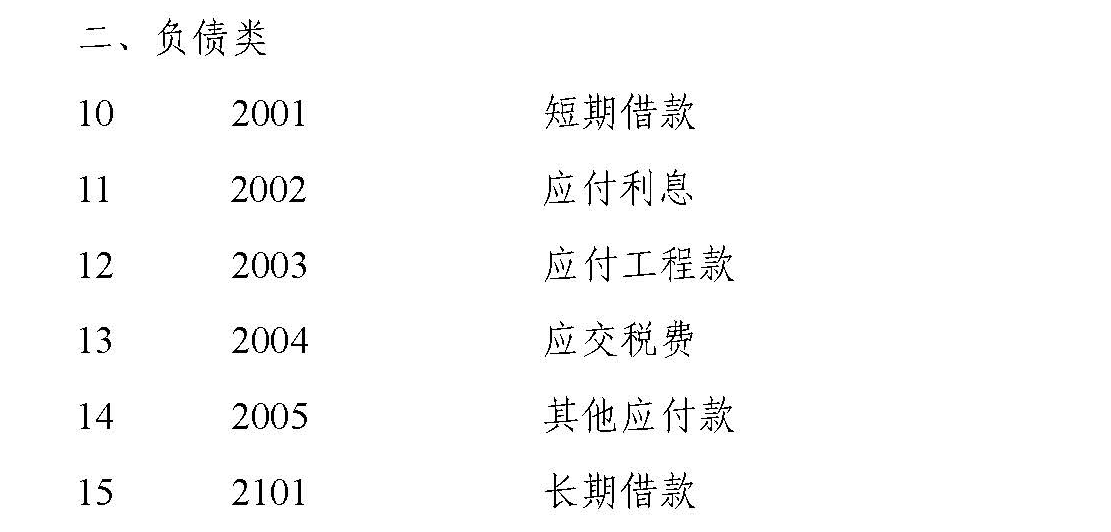 二、负债类
10 2001 短期借款
11 2002 应付利息
12 2003 应付工程款
13 2004 应交税费
14 2005 其他应付款
15 2101 长期借款